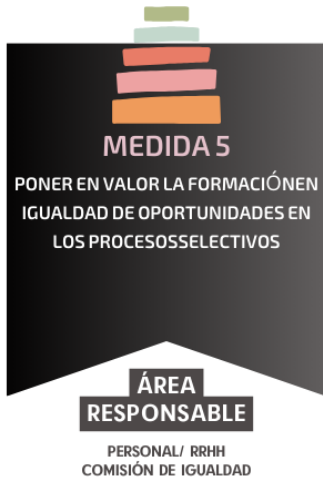 MEDIDA 5
PONER EN VALOR LA FORMACIÓNEN
IGUALDAD DE OPORTUNIDADES EN
LOS PROCESOSSELECTIVOS
ÁREA
RESPONSABLE
PERSONAL/ RRHH
COMISIÓN DE IGUALDAD